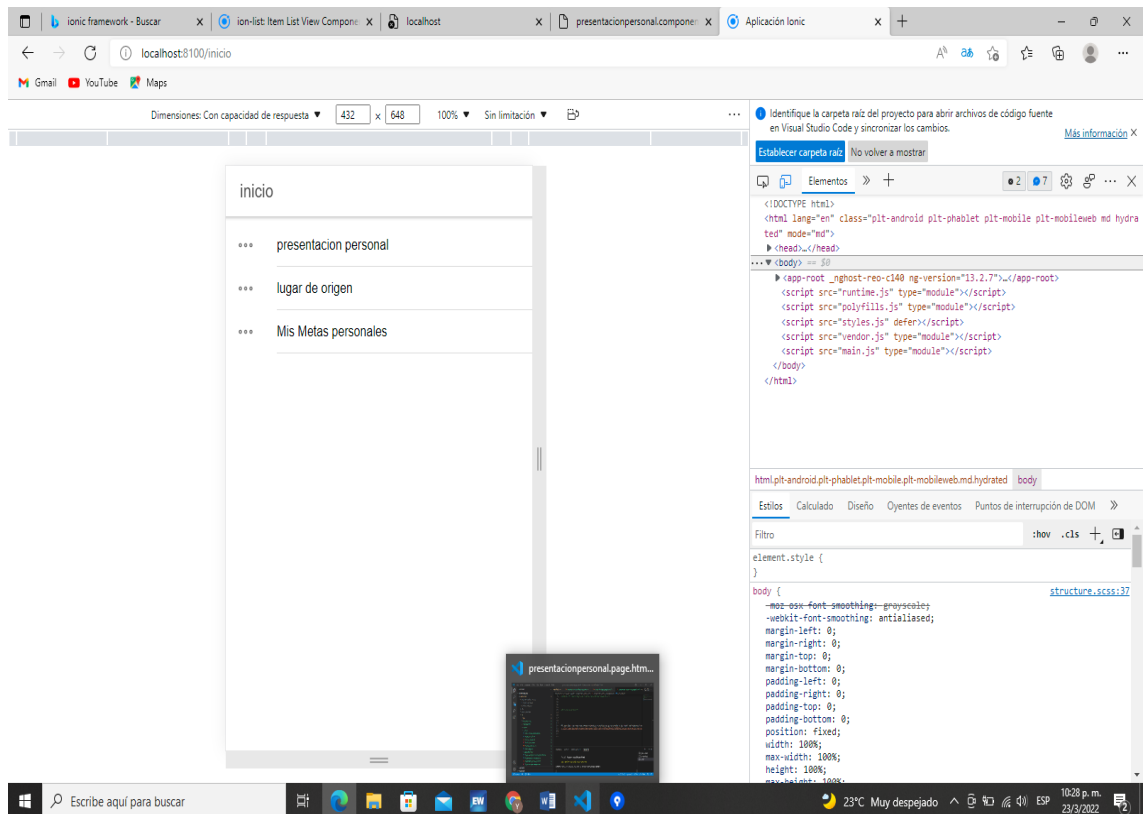 ionic framework - Buscar
ion-list: Item List View Compone
localhost
presentacionpersonal.componen
Aplicación Ionic
localhost:8100/inicio
Gmail
YouTube
Maps
Dimensiones: Con capacidad de respuesta ▼ 432 x 648 100% ▼ Sin limitación ▼
Identifique la carpeta raíz del proyecto para abrir archivos de código fuente
en Visual Studio Code y sincronizar los cambios.
Más información
Establecer carpeta raíz
No volver a mostrar
inicio
presentacion personal
lugar de origen
Mis Metas personales
Elementos
2
7
<!DOCTYPE html>
<html lang="en" class="plt-android plt-phablet plt-mobile plt-mobileweb md hydra
ted" mode="md">
▶<head>…</head>
…▼<body> == $0
▶<app-root _nghost-reo-c140 ng-version="13.2.7">…</app-root>
<script src="runtime.js" type="module"></script>
<script src="polyfills.js" type="module"></script>
<script src="styles.js" defer></script>
<script src="vendor.js" type="module"></script>
<script src="main.js" type="module"></script>
</body>
</html>
html.plt-android.plt-phablet.plt-mobile.plt-mobileweb.md.hydrated body
Estilos Calculado Diseño Oyentes de eventos Puntos de interrupción de DOM
Filtro
:hov .cls
element.style {
}
body {
structure.scss:37
-moz-osx-font-smoothing: grayscale;
-webkit-font-smoothing: antialiased;
margin-left: 0;
margin-right: 0;
margin-top: 0;
margin-bottom: 0;
padding-left: 0;
padding-right: 0;
padding-top: 0;
padding-bottom: 0;
position: fixed;
width: 100%;
max-width: 100%;
height: 100%;
max-height: 100%;
presentacionpersonal.page.htm...
Escribe aquí para buscar
EW
23°C Muy despejado
ESP
10:28 p. m.
23/3/2022
2